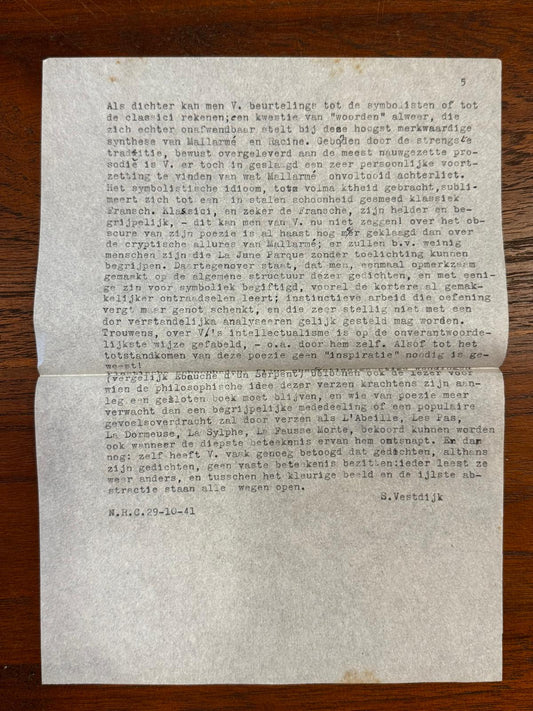 5
Als dichter kan men V. beurtelings tot de symbolisten of tot
de classici rekenen; een kwestie van "woorden" alweer, die
zich echter onafwendbaar stelt bij deze hoogst merkwaardige
synthese van Mallarmé en Racine. Geboden door de strengste
traditie, bewust overgeleverd aan de meest nauwgezette pro-
sodië is V. er toch in geslaagd een zeer persoonlijke voort-
zetting te vinden van wat Mallarmé onvoltooid achterliet.
Het symbolistische idioom, tot volmaaktheid gebracht, subli-
meert zich tot een in stalen schoonheid gesmeed klassiek
Fransch. Klassici, en zeker de Fransche, zijn helder en be-
grijpelijk, - dit kan men van V. nu niet zeggen! over het ob-
scure van zijn poezie is al haast nog meer geklaagd dan over
de cryptische allures van Mallarmé; er zullen b.v. weinig
menschen zijn die La June Parque zonder toelichting kunnen
begrijpen. Daartegenover staat, dat men, eenmaal opmerkzaam
gemaakt op de algemene structuur dezer gedichten, en met eeni-
ge zin voor symboliek begiftigd, vooral de kortere al gemak-
kelijker ontraadselen leert; instinctieve arbeid die oefening
vergt maar genot schenkt, en die zeer stellig niet met een
dor verstandelijke analyseeren gelijk gesteld mag worden.
Trouwens, over V's intellectualisme is op de onverantwoorde-
lijkste wijze gefabeld, - o.a. door hem zelf. Alsof tot het
totstandkomen van deze poezie geen "inspiratie" noodig is ge-
weest!
(vergelijk Ebauche d'un Serpent) ook de lezer voor
wien de philosophische idee dezer verzen krachtens zijn aan-
leg een gesloten boek moet blijven, en wie van poezie meer
verwacht dan een begrijpelijke mededeeling of een populaire
gevoelsoverdracht zal door verzen als L'Abeille, Les Pas,
La Dormeuse, La Sylphe, La Fausse Morte, bekoord kunnen worden
ook wanneer de diepste beteekenis ervan hem ontsnapt. En dan
nog: zelf heeft V. vaak genoeg betoogd dat gedichten, althans
zijn gedichten, geen vaste beteekenis bezitten: ieder leest ze
weer anders, en tusschen het kleurige beeld en de ijlste ab-
stractie staan alle wegen open.
S. Vestdijk
N.R.C. 29-10-41